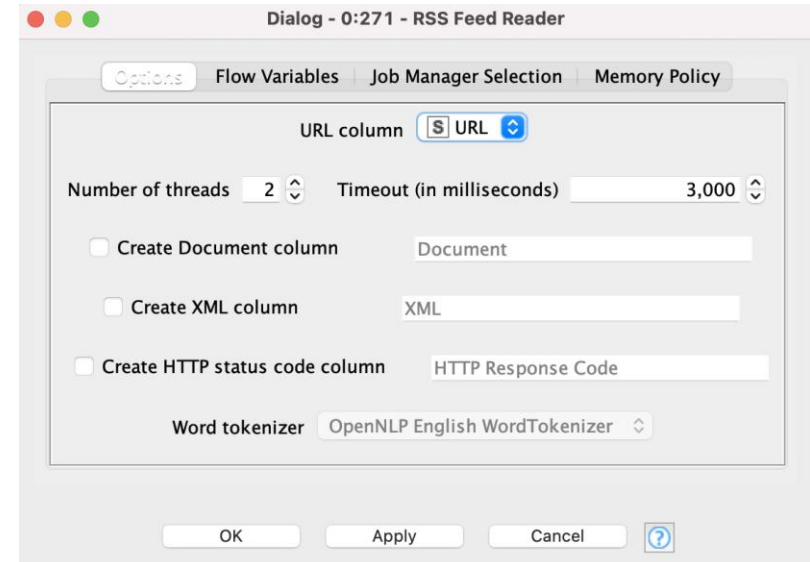 Dialog - 0:271 - RSS Feed Reader
Options Flow Variables Job Manager Selection Memory Policy
URL column S URL
Number of threads 2 Timeout (in milliseconds) 3,000
Create Document column Document
Create XML column XML
Create HTTP status code column HTTP Response Code
Word tokenizer OpenNLP English WordTokenizer
OK Apply Cancel ?